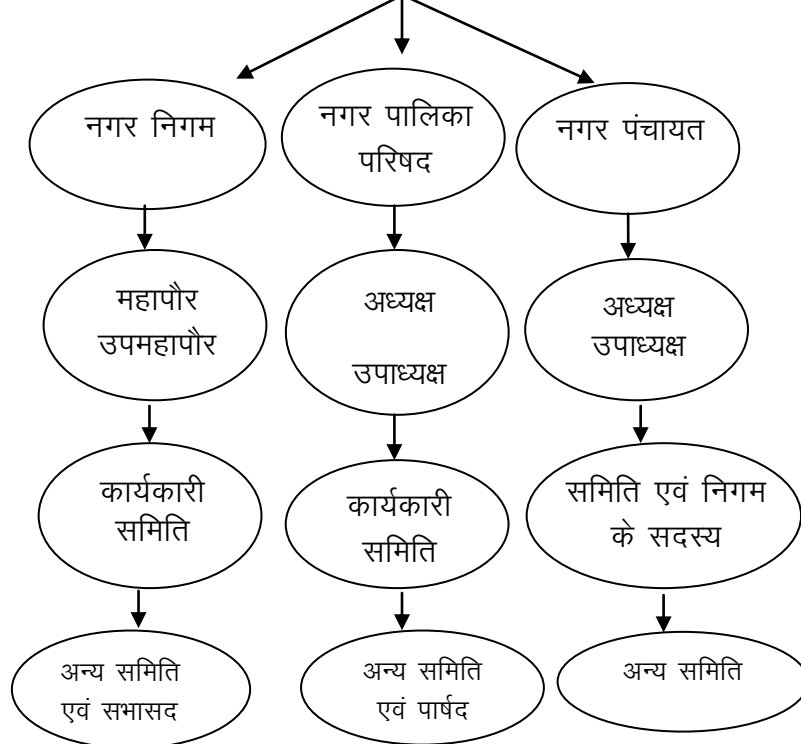 नगर निगम
नगर पालिका
परिषद
नगर पंचायत
महापौर
उपमहापौर
अध्यक्ष
उपाध्यक्ष
अध्यक्ष
उपाध्यक्ष
कार्यकारी
समिति
कार्यकारी
समिति
समिति एवं निगम
के सदस्य
अन्य समिति
एवं सभासद
अन्य समिति
एवं पार्षद
अन्य समिति